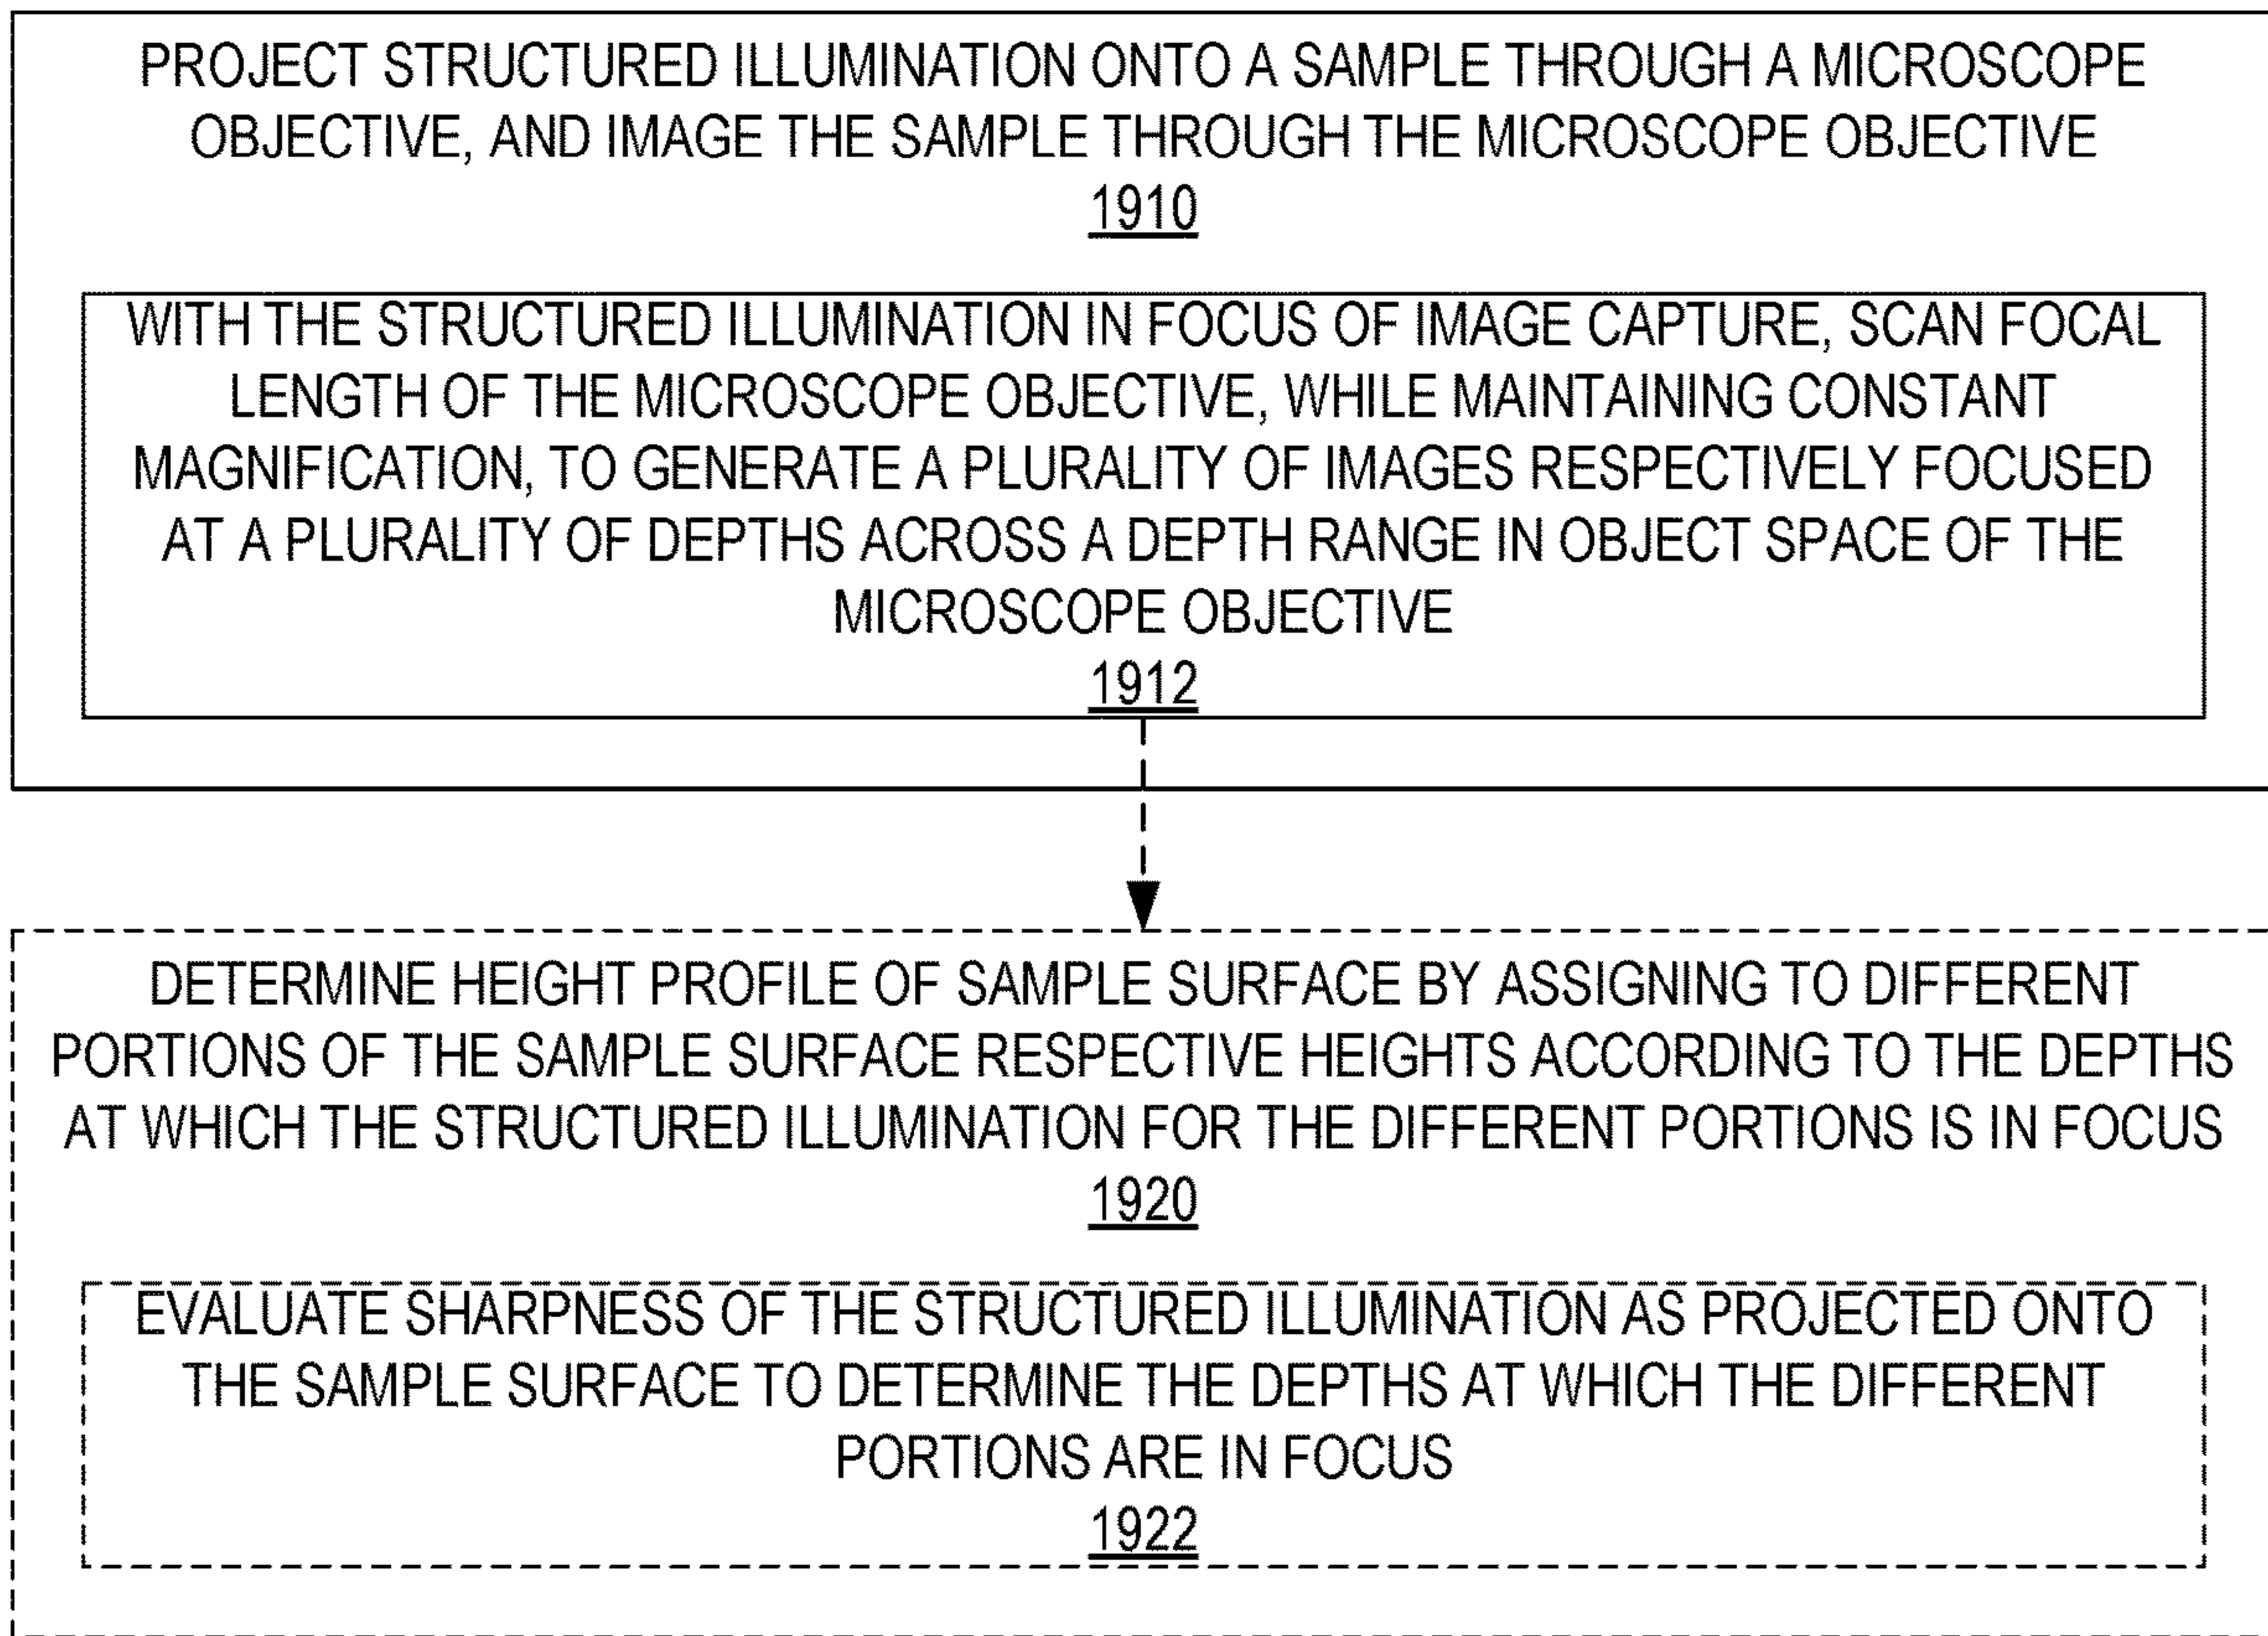 PROJECT STRUCTURED ILLUMINATION ONTO A SAMPLE THROUGH A MICROSCOPE
OBJECTIVE, AND IMAGE THE SAMPLE THROUGH THE MICROSCOPE OBJECTIVE
1910
WITH THE STRUCTURED ILLUMINATION IN FOCUS OF IMAGE CAPTURE, SCAN FOCAL
LENGTH OF THE MICROSCOPE OBJECTIVE, WHILE MAINTAINING CONSTANT
MAGNIFICATION, TO GENERATE A PLURALITY OF IMAGES RESPECTIVELY FOCUSED
AT A PLURALITY OF DEPTHS ACROSS A DEPTH RANGE IN OBJECT SPACE OF THE
MICROSCOPE OBJECTIVE
1912
DETERMINE HEIGHT PROFILE OF SAMPLE SURFACE BY ASSIGNING TO DIFFERENT
PORTIONS OF THE SAMPLE SURFACE RESPECTIVE HEIGHTS ACCORDING TO THE DEPTHS
AT WHICH THE STRUCTURED ILLUMINATION FOR THE DIFFERENT PORTIONS IS IN FOCUS
1920
EVALUATE SHARPNESS OF THE STRUCTURED ILLUMINATION AS PROJECTED ONTO
THE SAMPLE SURFACE TO DETERMINE THE DEPTHS AT WHICH THE DIFFERENT
PORTIONS ARE IN FOCUS
1922